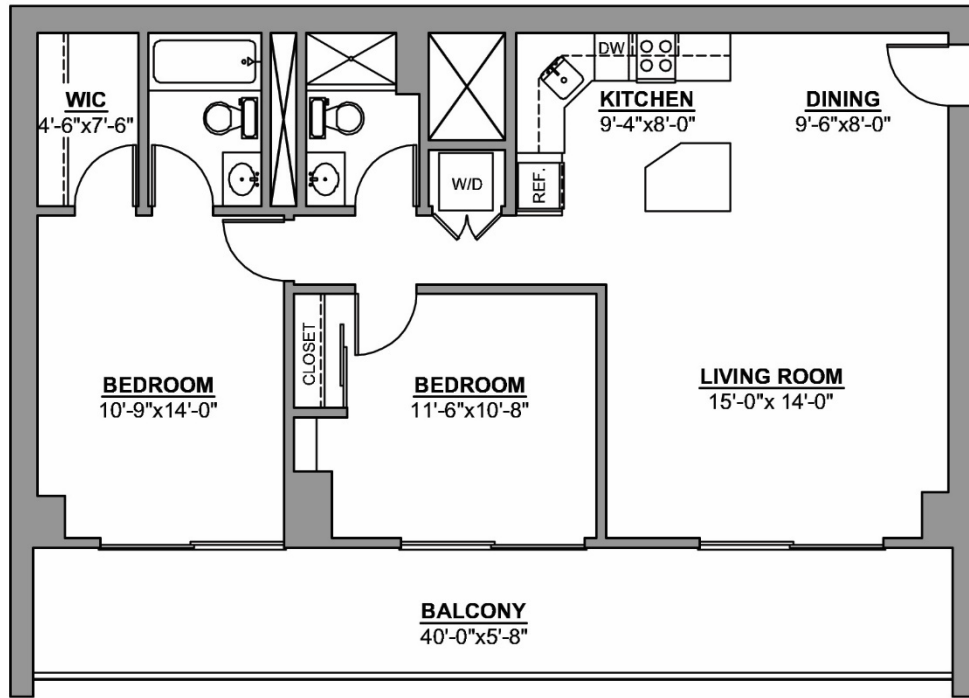 WIC
4'-6"x7'-6"
DW
KITCHEN
9'-4"x8'-0"
DINING
9'-6"x8'-0"
W/D
REF.
CLOSET
BEDROOM
10'-9"x14'-0"
BEDROOM
11'-6"x10'-8"
LIVING ROOM
15'-0"x 14'-0"
BALCONY
40'-0"x5'-8"